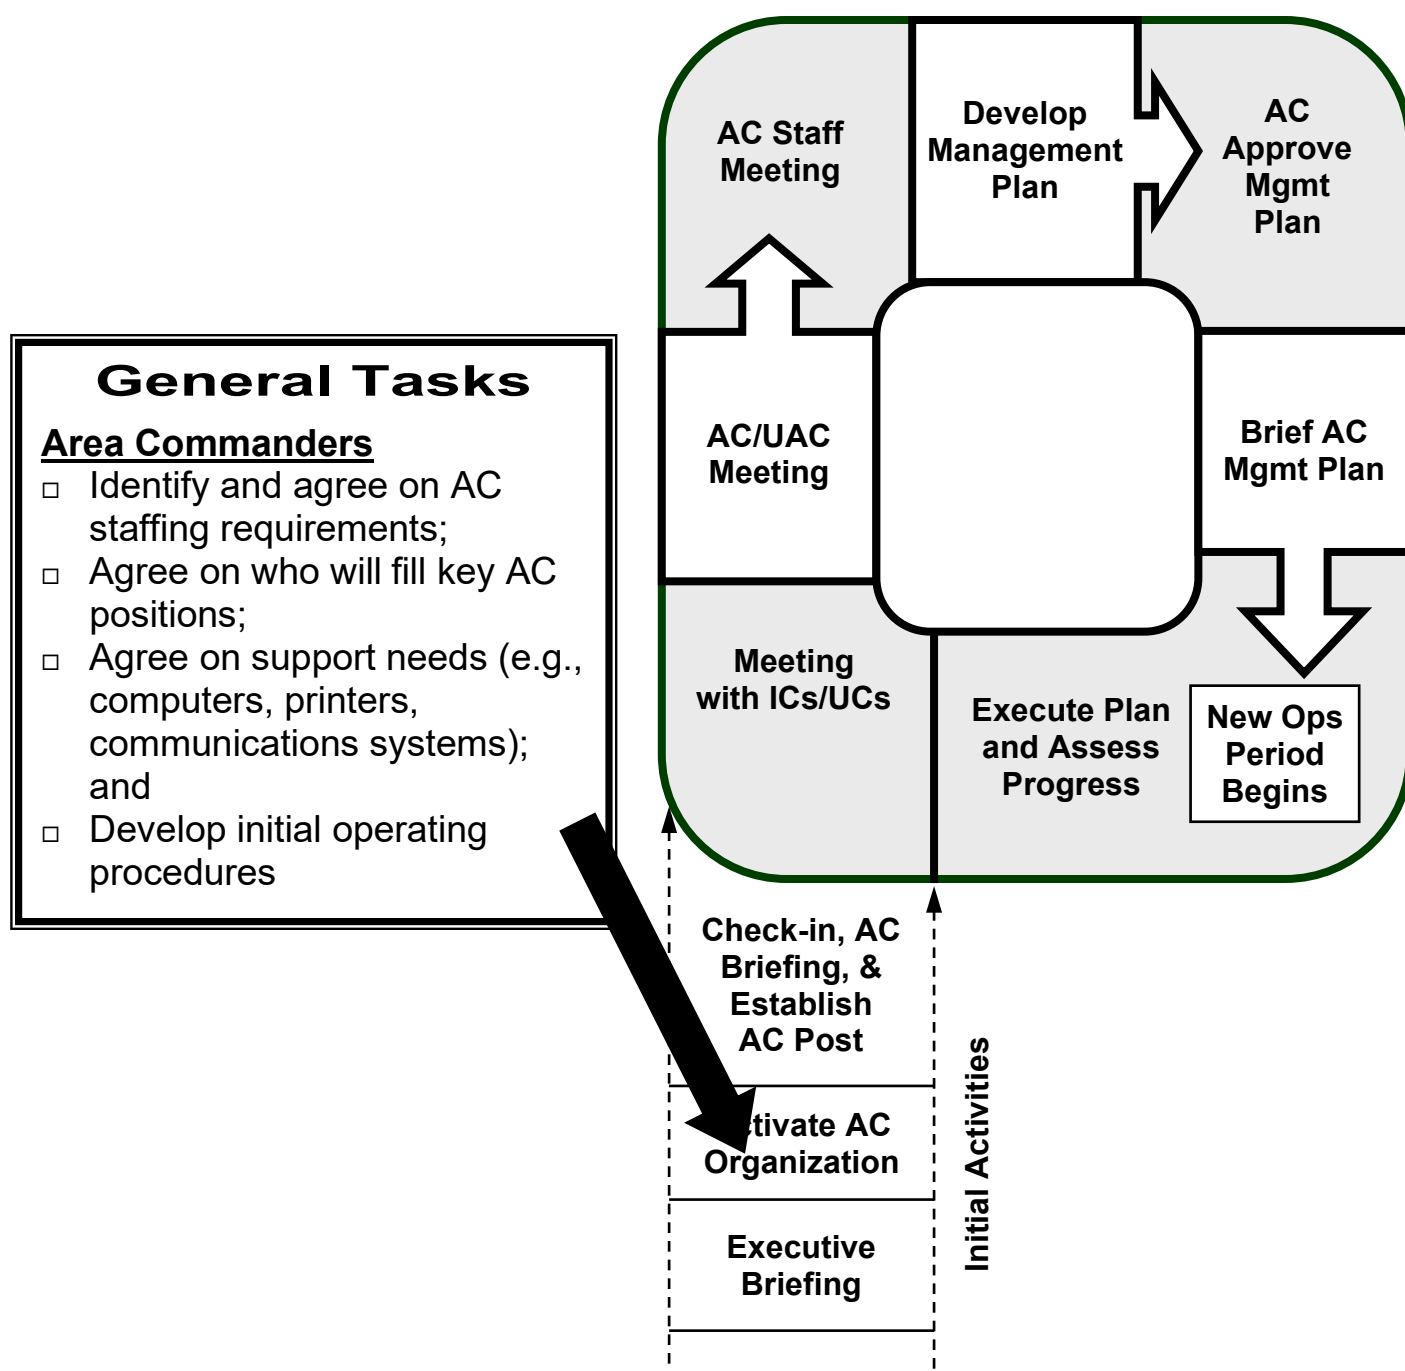 General Tasks
Area Commanders
□ Identify and agree on AC
staffing requirements;
□ Agree on who will fill key AC
positions;
□ Agree on support needs (e.g.,
computers, printers,
communications systems);
and
□ Develop initial operating
procedures
AC Staff
Meeting
Develop
Management
Plan
AC
Approve
Mgmt
Plan
AC/UAC
Meeting
Brief AC
Mgmt Plan
Meeting
with ICs/UCs
Execute Plan
and Assess
Progress
New Ops
Period
Begins
Check-in, AC
Briefing, &
Establish
AC Post
ctivate AC
Organization
Executive
Briefing
Initial Activities